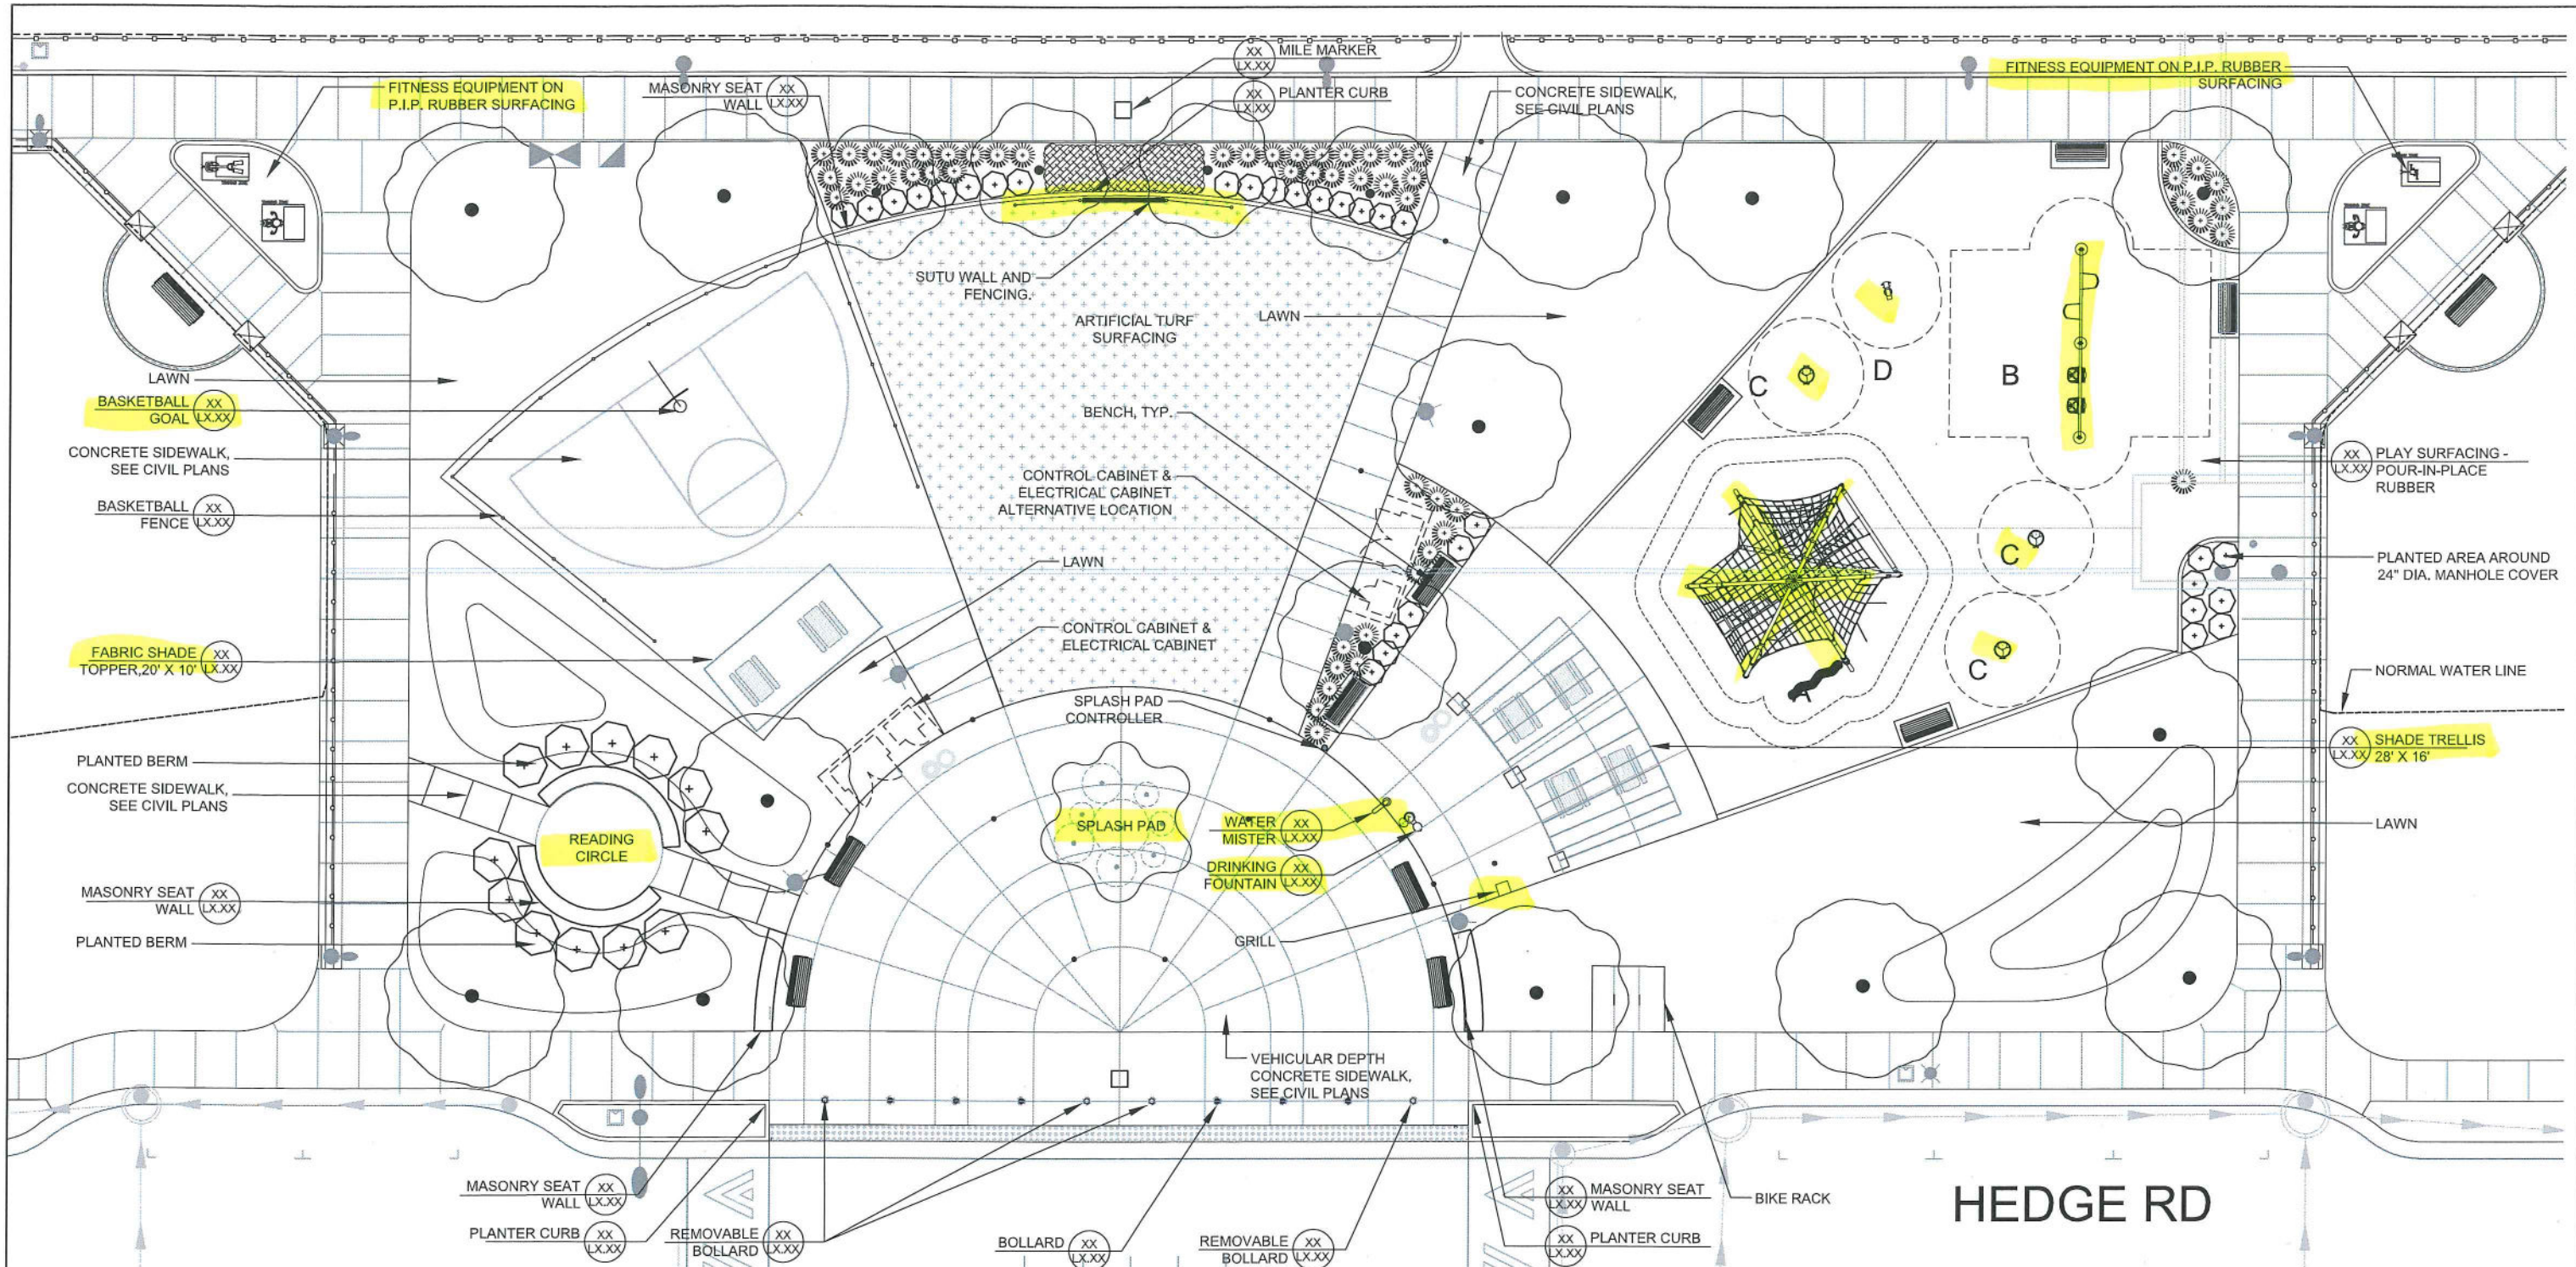 XX
LX.XX
MILE MARKER
XX
LX.XX
PLANTER CURB
FITNESS EQUIPMENT ON
P.I.P. RUBBER SURFACING
MASONRY SEAT
WALL
XX
LX.XX
CONCRETE SIDEWALK,
SEE CIVIL PLANS
FITNESS EQUIPMENT ON P.I.P. RUBBER
SURFACING
SUTU WALL AND
FENCING.
ARTIFICIAL TURF
SURFACING
LAWN
LAWN
BASKETBALL
GOAL
XX
LX.XX
CONCRETE SIDEWALK,
SEE CIVIL PLANS
BASKETBALL
FENCE
XX
LX.XX
BENCH, TYP.
CONTROL CABINET &
ELECTRICAL CABINET
ALTERNATIVE LOCATION
C
D
B
XX
LX.XX
PLAY SURFACING -
POUR-IN-PLACE
RUBBER
C
PLANTED AREA AROUND
24" DIA. MANHOLE COVER
LAWN
CONTROL CABINET &
ELECTRICAL CABINET
FABRIC SHADE
TOPPER,20' X 10'
XX
LX.XX
C
NORMAL WATER LINE
SPLASH PAD
CONTROLLER
XX
LX.XX
SHADE TRELLIS
28' X 16'
PLANTED BERM
CONCRETE SIDEWALK,
SEE CIVIL PLANS
READING
CIRCLE
SPLASH PAD
WATER
MISTER
XX
LX.XX
LAWN
DRINKING
FOUNTAIN
XX
LX.XX
MASONRY SEAT
WALL
XX
LX.XX
PLANTED BERM
GRILL
VEHICULAR DEPTH
CONCRETE SIDEWALK,
SEE CIVIL PLANS
MASONRY SEAT
WALL
XX
LX.XX
PLANTER CURB
XX
LX.XX
REMOVABLE
BOLLARD
XX
LX.XX
BOLLARD
XX
LX.XX
REMOVABLE
BOLLARD
XX
LX.XX
XX
LX.XX
MASONRY SEAT
WALL
XX
LX.XX
PLANTER CURB
BIKE RACK
HEDGE RD